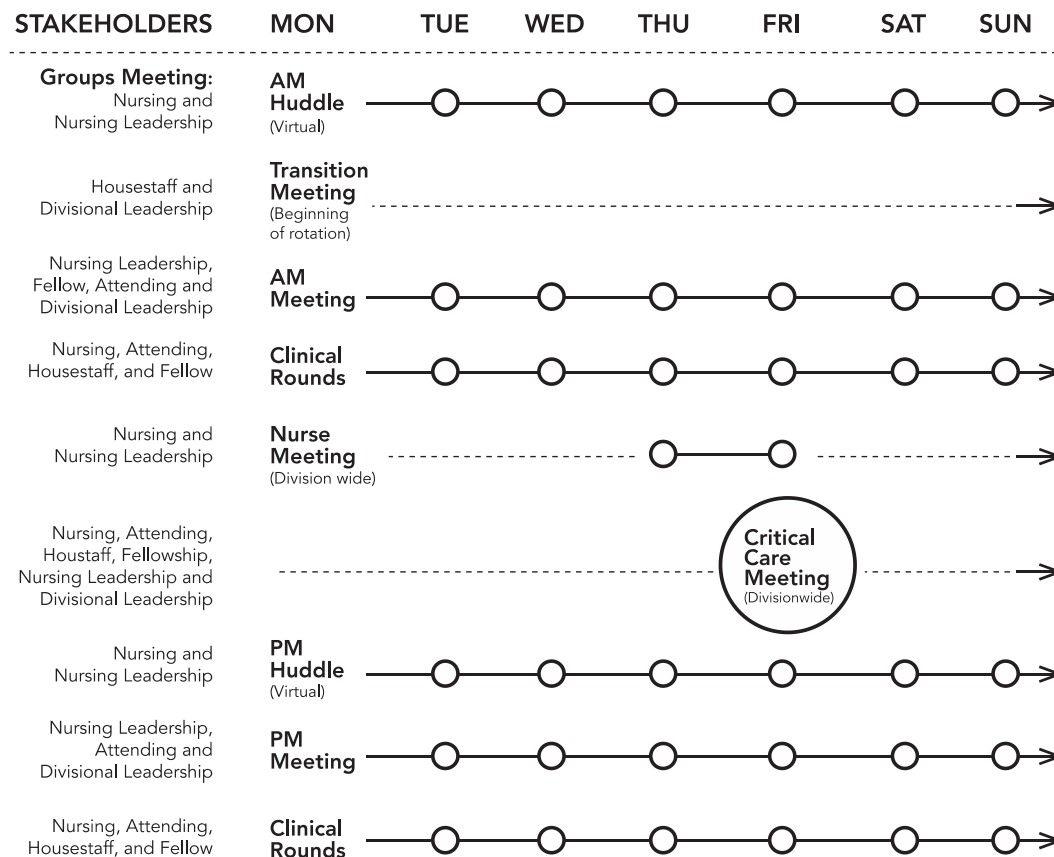 STAKEHOLDERS MON TUE WED THU FRI SAT SUN
Groups Meeting:
Nursing and
Nursing Leadership
AM
Huddle
(Virtual)
Housestaff and
Divisional Leadership
Transition
Meeting
(Beginning
of rotation)
Nursing Leadership,
Fellow, Attending and
Divisional Leadership
AM
Meeting
Nursing, Attending,
Housestaff, and Fellow
Clinical
Rounds
Nursing and
Nursing Leadership
Nurse
Meeting
(Division wide)
Nursing, Attending,
Houstaff, Fellowship,
Nursing Leadership and
Divisional Leadership
Critical
Care
Meeting
(Divisionwide)
Nursing and
Nursing Leadership
PM
Huddle
(Virtual)
Nursing Leadership,
Attending and
Divisional Leadership
PM
Meeting
Nursing, Attending,
Housestaff, and Fellow
Clinical
Rounds